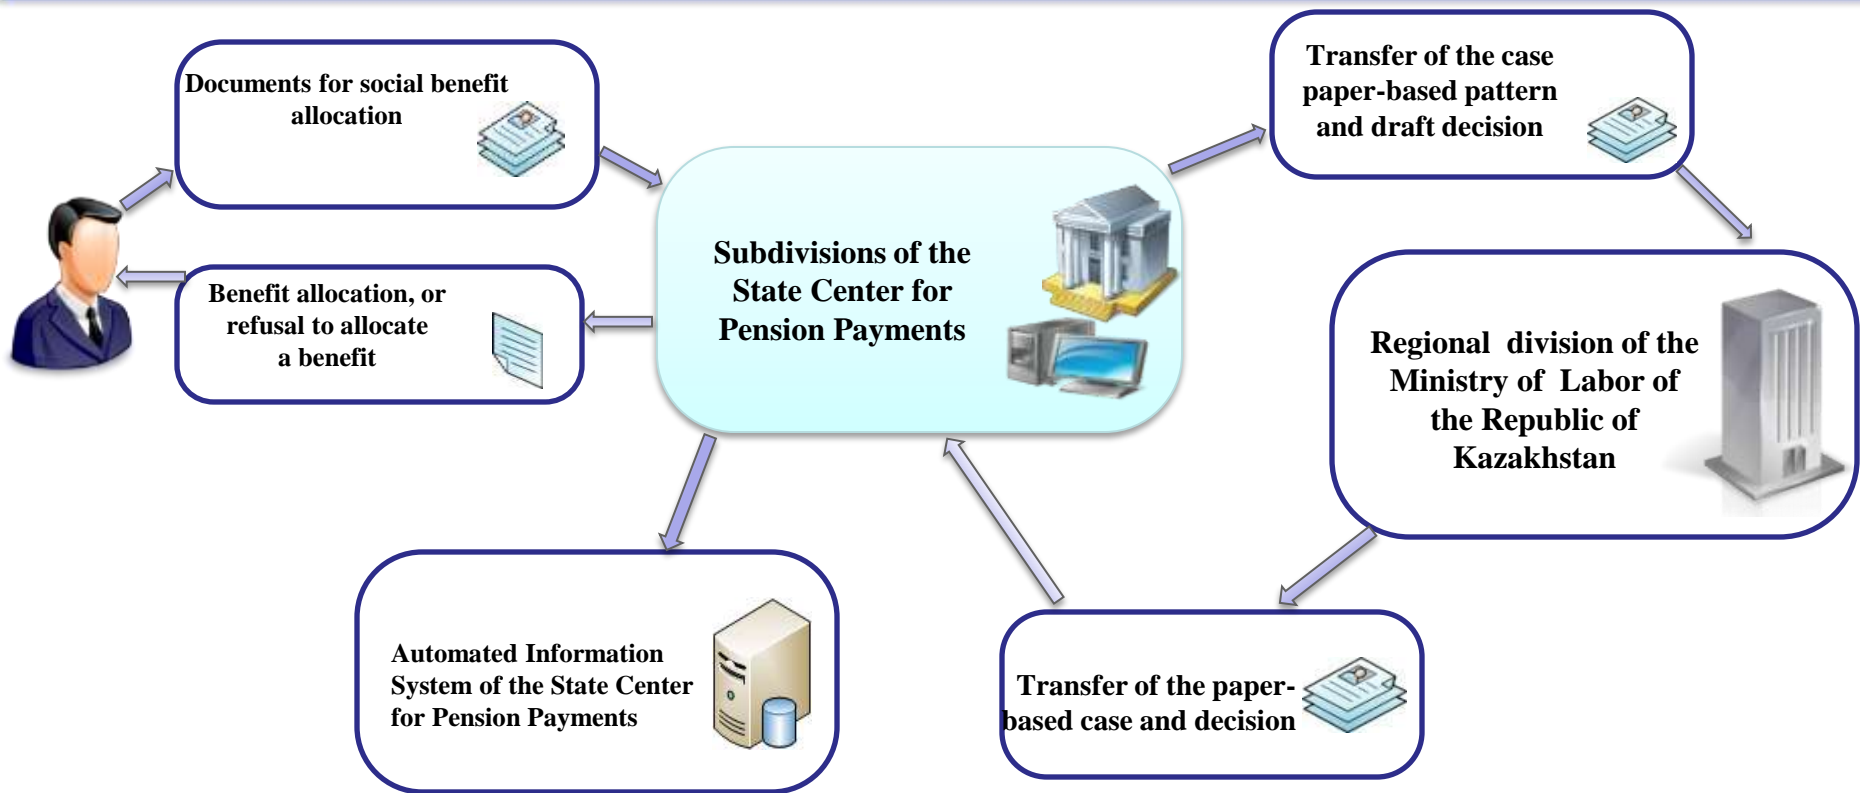 Documents for social benefit
allocation
Transfer of the case
paper-based pattern
and draft decision
Subdivisions of the
State Center for
Pension Payments
Benefit allocation, or
refusal to allocate
a benefit
Regional division of the
Ministry of Labor of
the Republic of
Kazakhstan
Automated Information
System of the State Center
for Pension Payments
Transfer of the paper-
based case and decision